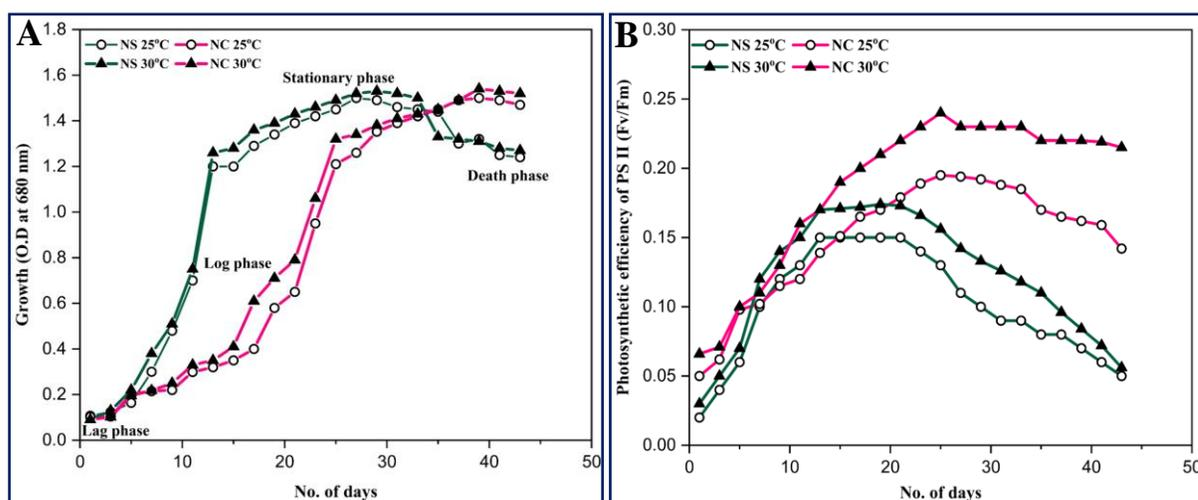 A
NS 25°C NC 25°C
NS 30°C NC 30°C
Stationary phase
Log phase
Death phase
Lag phase
Growth (O.D at 680 nm)
1.8
1.6
1.4
1.2
1.0
0.8
0.6
0.4
0.2
0.0
0 10 20 30 40 50
No. of days
B
NS 25°C NC 25°C
NS 30°C NC 30°C
Photosynthetic efficiency of PS II (Fv/Fm)
0.30
0.25
0.20
0.15
0.10
0.05
0.00
0 10 20 30 40 50
No. of days